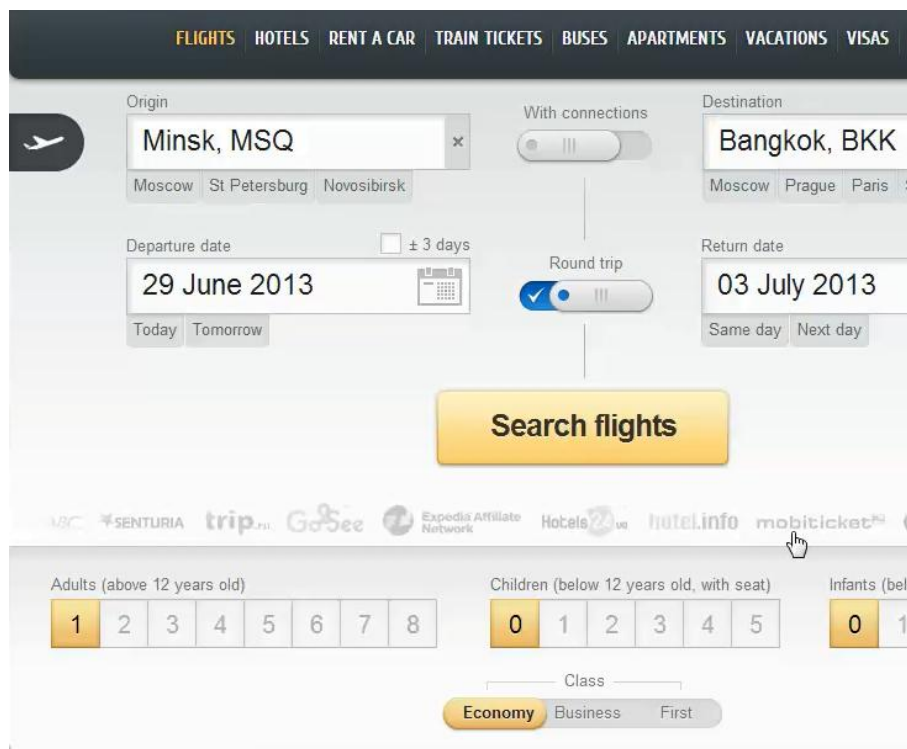 FLIGHTS HOTELS RENT A CAR TRAIN TICKETS BUSES APARTMENTS VACATIONS VISAS
Origin With connections Destination
Minsk, MSQ × Bangkok, BKK
Moscow St Petersburg Novosibirsk Moscow Prague Paris
Departure date ± 3 days Round trip Return date
29 June 2013 03 July 2013
Today Tomorrow Same day Next day
Search flights
SENTURIA trip.ru GoSee Expedia Affiliate Network Hotels24.ua hotel.info mobiticket
Adults (above 12 years old) Children (below 12 years old, with seat) Infants
1 2 3 4 5 6 7 8 0 1 2 3 4 5 0 1
Class
Economy Business First